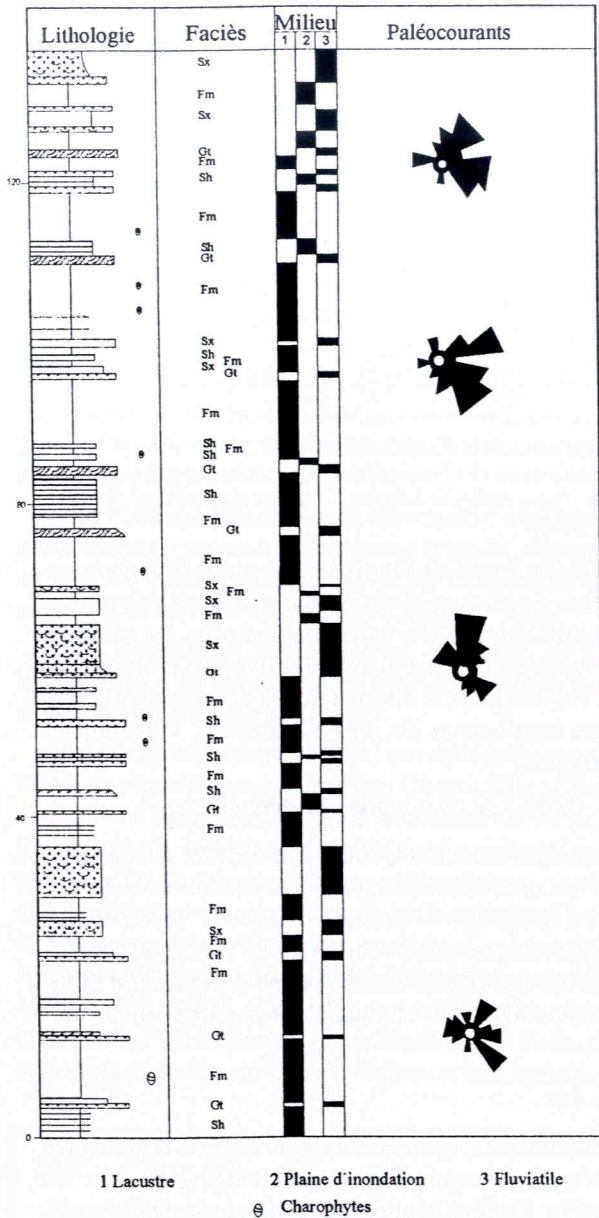 Lithologie Faciès Milieu Paléocourants
1 2 3
Sx
Fm
Sx
Gt
Fm
120 Sh
Fm
Sh
Gt
Fm
Sx
Sh Fm
Sx Gt
Fm
Sh Fm
Sh
Gt
Sh
80
Fm Gt
Fm
Sx Fm
Sx
Fm
Sx
Gt
Fm
Sh
Fm
Sh
Fm
Sh
Gt
40
Fm
Fm
Sx
Fm
Gt
Fm
Gt
Fm
Gt
Sh
0
1 Lacustre 2 Plaine d'inondation 3 Fluviatile
Charophytes